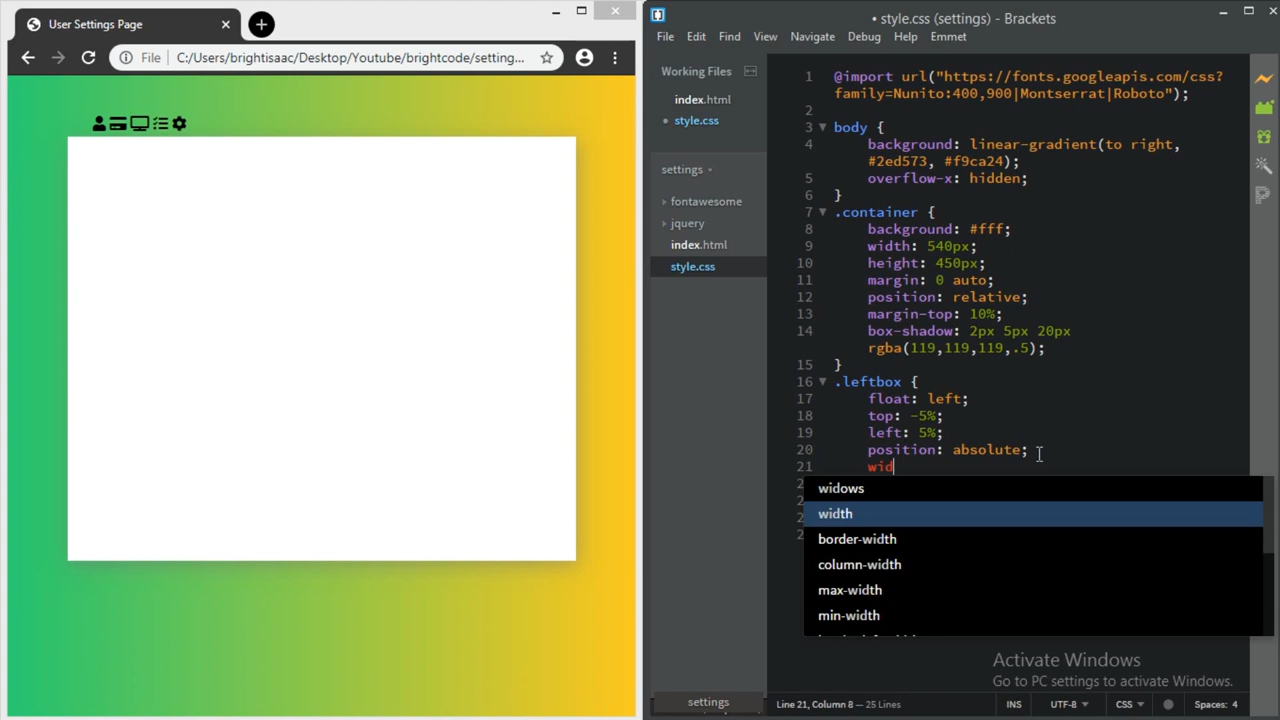 User Settings Page
File
C:/Users/brightisaac/Desktop/Youtube/brightcode/setting...
• style.css (settings) - Brackets
File Edit Find View Navigate Debug Help Emmet
Working Files
index.html
• style.css
settings
fontawesome
jquery
index.html
style.css
1 @import url("https://fonts.googleapis.com/css?
family=Nunito:400,900|Montserrat|Roboto");
2
3 body {
4 background: linear-gradient(to right,
#2ed573, #f9ca24);
5 overflow-x: hidden;
6 }
7 .container {
8 background: #fff;
9 width: 540px;
10 height: 450px;
11 margin: 0 auto;
12 position: relative;
13 margin-top: 10%;
14 box-shadow: 2px 5px 20px
rgba(119,119,119,.5);
15 }
16 .leftbox {
17 float: left;
18 top: -5%;
19 left: 5%;
20 position: absolute;
21 wid
widows
width
border-width
column-width
max-width
min-width
Activate Windows
Go to PC settings to activate Windows.
settings
Line 21, Column 8 — 25 Lines
INS UTF-8 CSS Spaces: 4